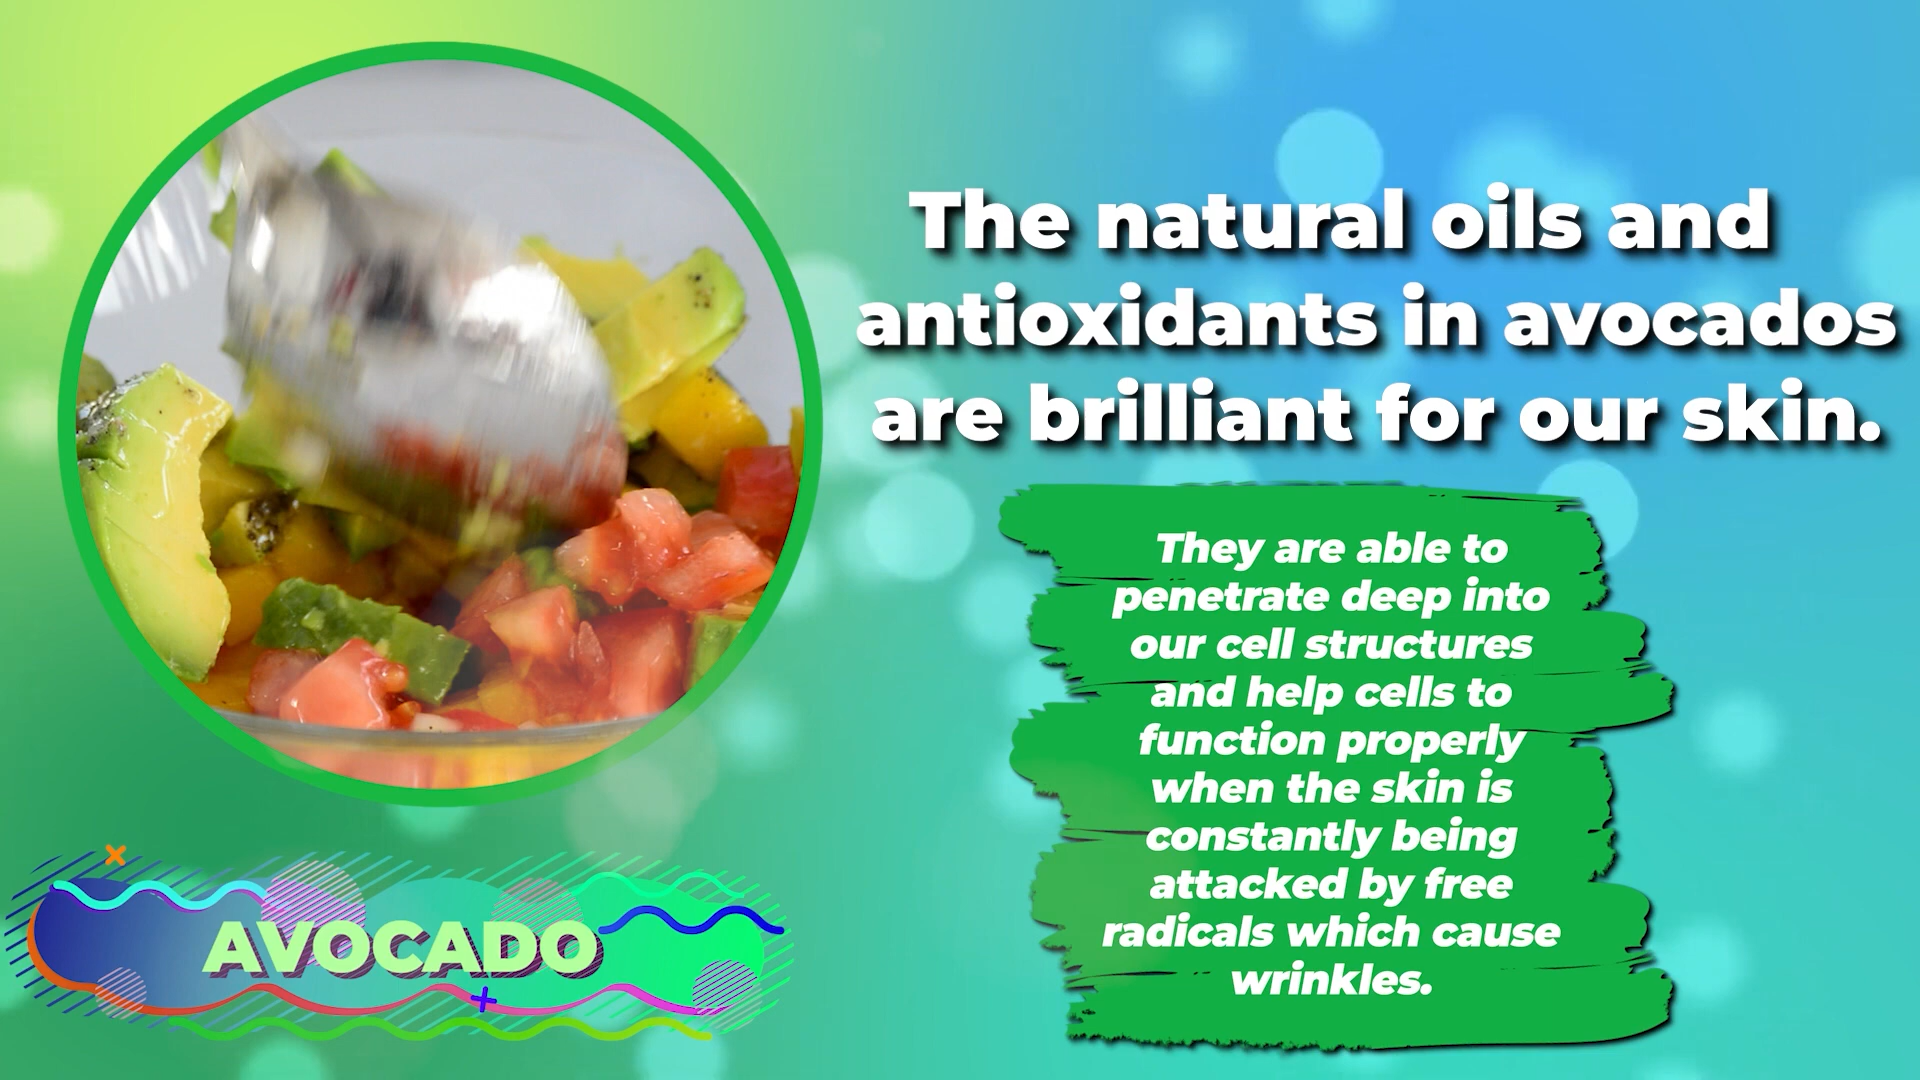 The natural oils and
antioxidants in avocados
are brilliant for our skin.
They are able to
penetrate deep into
our cell structures
and help cells to
function properly
when the skin is
constantly being
attacked by free
radicals which cause
wrinkles.
AVOCADO